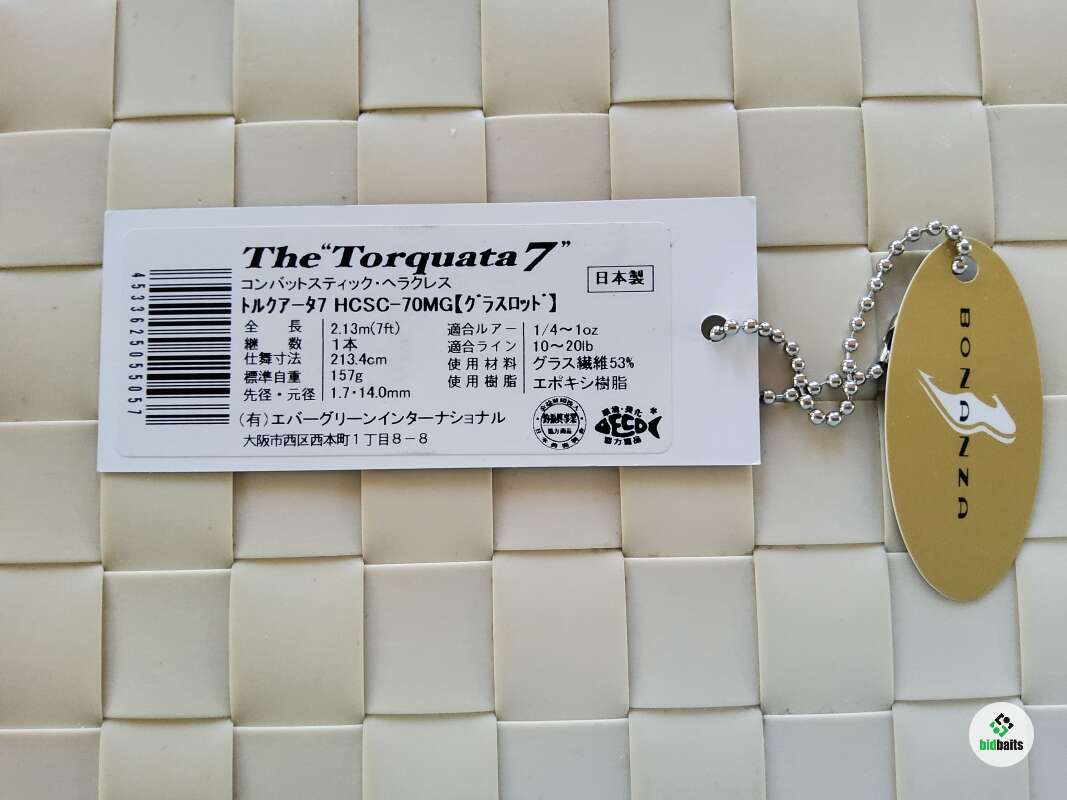 The "Torquata 7"
コンバットスティック・ヘラクレス
トルクアータ7 HCSC-70MG【グラスロッド】
日本製
全長 2.13m(7ft) 適合ルアー 1/4～1oz
継数 1本 適合ライン 10～20lb
仕舞寸法 213.4cm 使用材料 グラス繊維53%
標準自重 157g 使用樹脂 エポキシ樹脂
先径・元径 1.7・14.0mm
(有)エバーグリーンインターナショナル
大阪市西区西本町1丁目8-8
4533625055057
ECO
協力商品
BONANZA
bidbaits